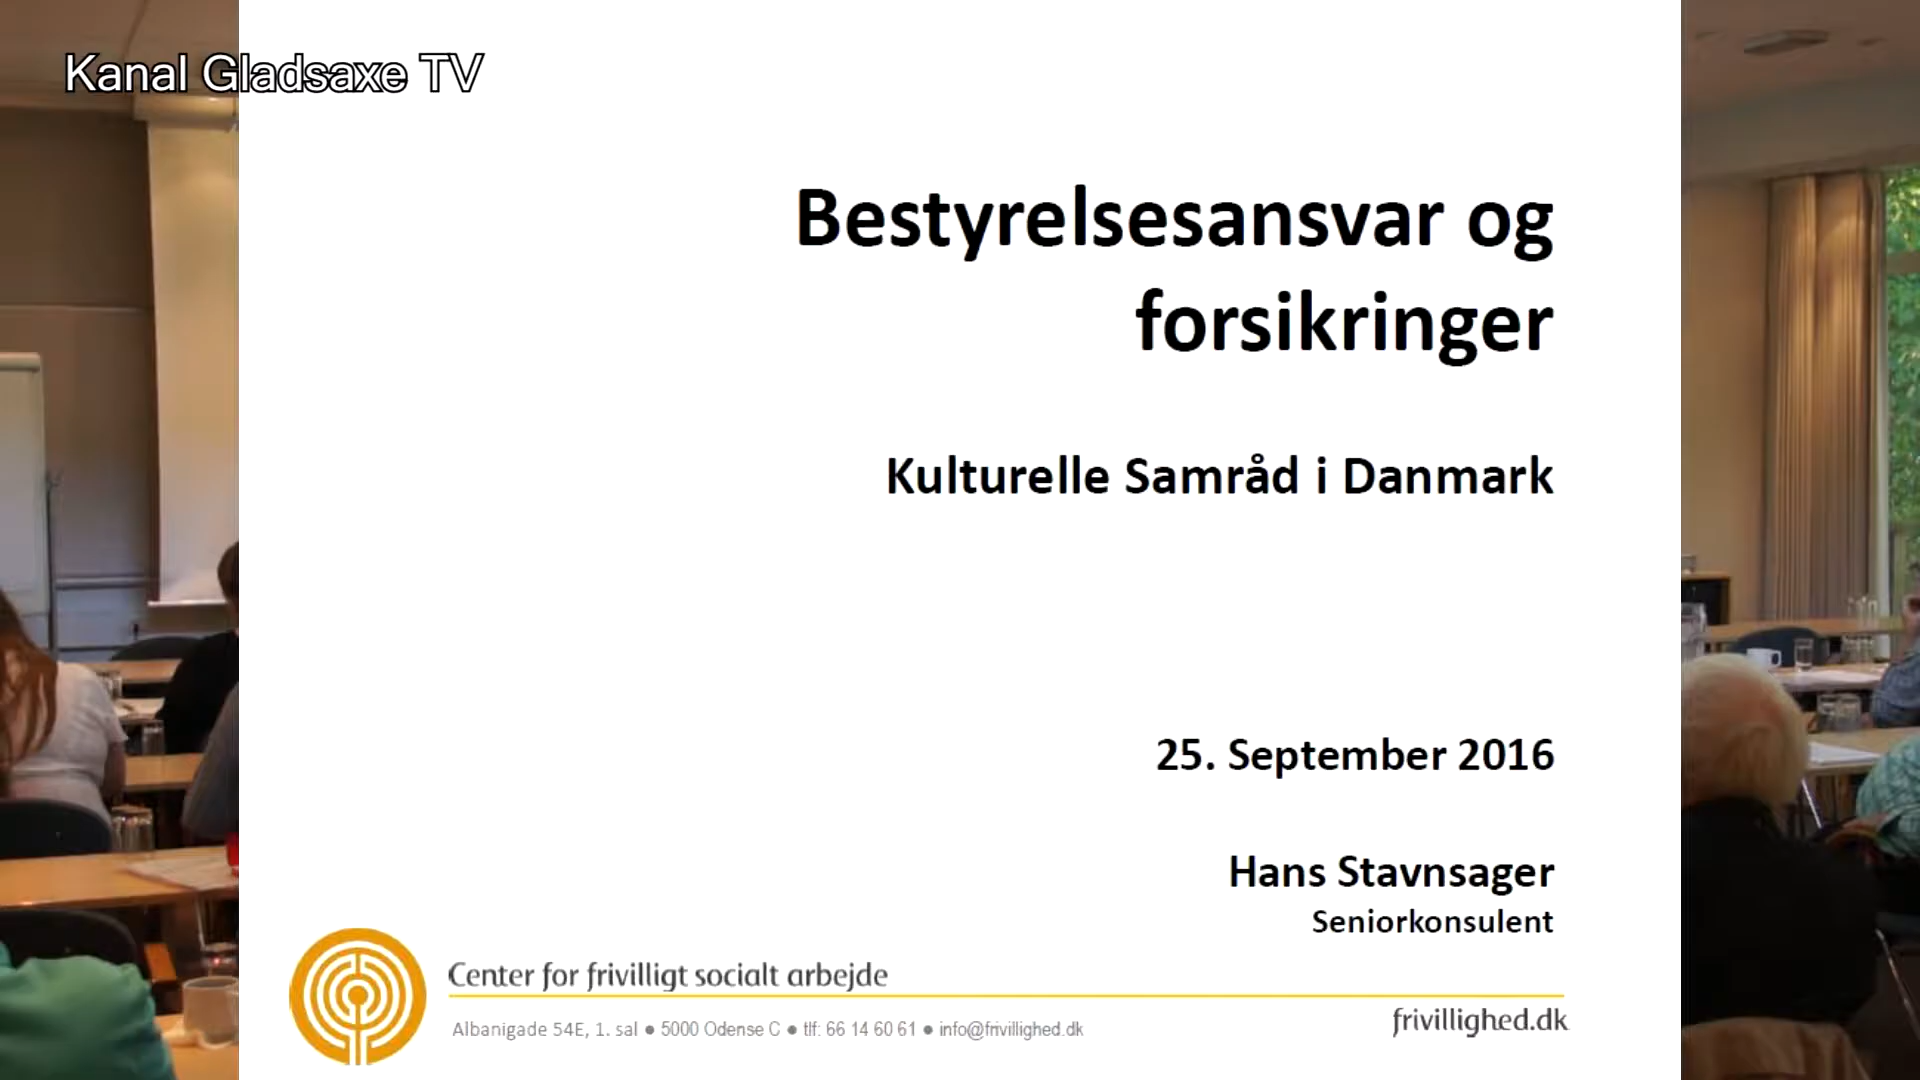 Kanal Gladsaxe TV
Bestyrelsesansvar og
forsikringer
Kulturelle Samråd i Danmark
25. September 2016
Hans Stavnsager
Seniorkonsulent
Center for frivilligt socialt arbejde
Albanigade 54E, 1. sal ● 5000 Odense C ● tlf: 66 14 60 61 ● info@frivillighed.dk
frivillighed.dk